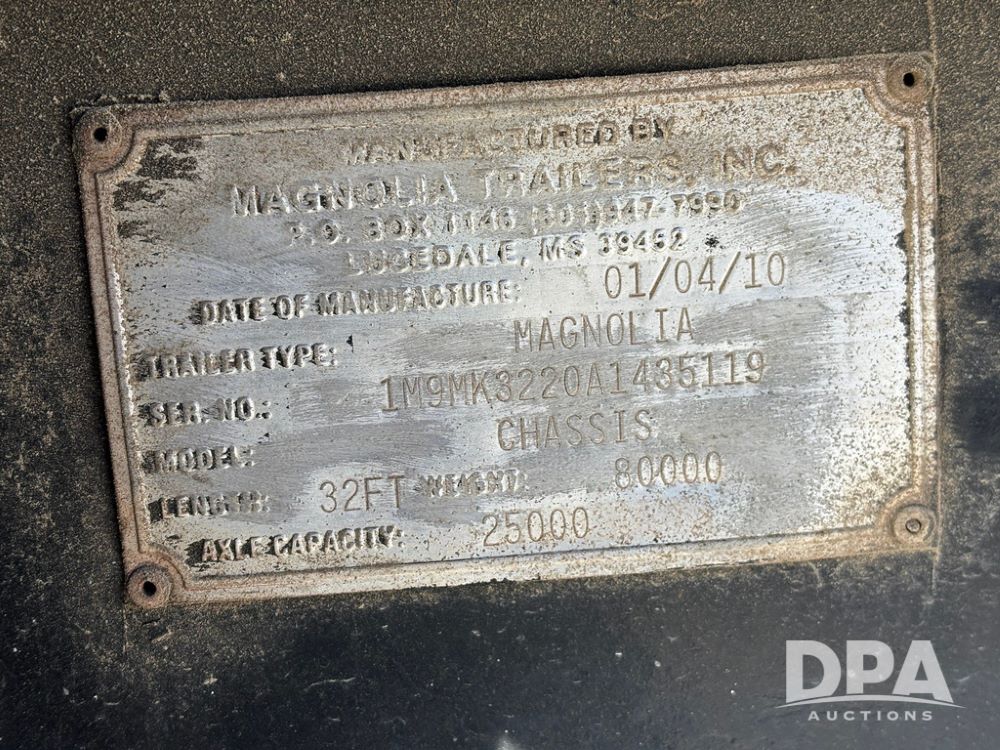 MANUFACTURED BY
MAGNOLIA TRAILERS, INC.
P.O. BOX 1146 (601)947-7990
LUCEDALE, MS 39452
DATE OF MANUFACTURE: 01/04/10
TRAILER TYPE: MAGNOLIA
SER. NO.: 1M9MK3220A1435119
MODEL: CHASSIS
LENGTH: 32FT WEIGHT: 80000
AXLE CAPACITY: 25000
DPA
AUCTIONS